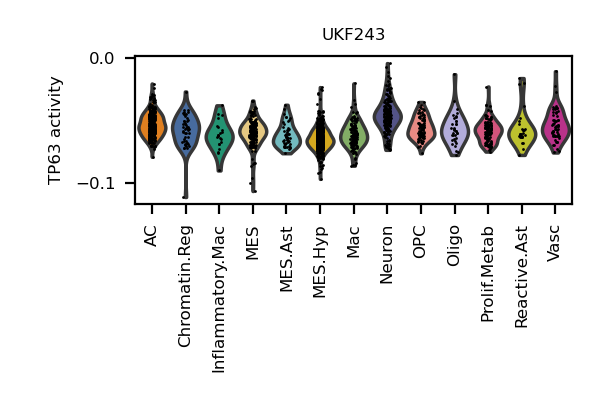 UKF243
TP63 activity
0.0
−0.1
AC
Chromatin.Reg
Inflammatory.Mac
MES
MES.Ast
MES.Hyp
Mac
Neuron
OPC
Oligo
Prolif.Metab
Reactive.Ast
Vasc